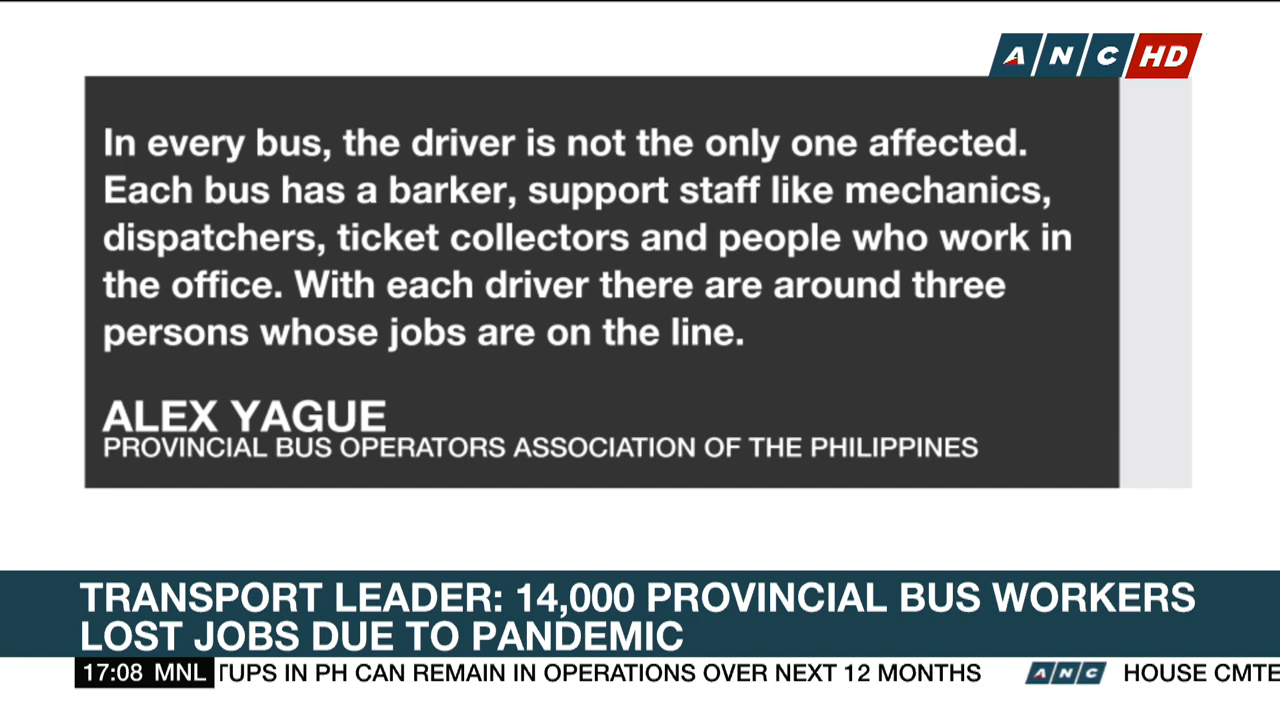 ANC HD
In every bus, the driver is not the only one affected.
Each bus has a barker, support staff like mechanics,
dispatchers, ticket collectors and people who work in
the office. With each driver there are around three
persons whose jobs are on the line.
ALEX YAGUE
PROVINCIAL BUS OPERATORS ASSOCIATION OF THE PHILIPPINES
TRANSPORT LEADER: 14,000 PROVINCIAL BUS WORKERS
LOST JOBS DUE TO PANDEMIC
17:08 MNL TUPS IN PH CAN REMAIN IN OPERATIONS OVER NEXT 12 MONTHS ANC HOUSE CMTE